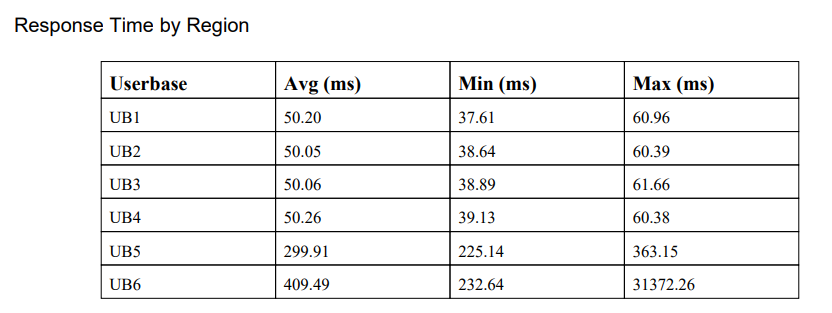 Response Time by Region
Userbase Avg (ms) Min (ms) Max (ms)
UB1 50.20 37.61 60.96
UB2 50.05 38.64 60.39
UB3 50.06 38.89 61.66
UB4 50.26 39.13 60.38
UB5 299.91 225.14 363.15
UB6 409.49 232.64 31372.26